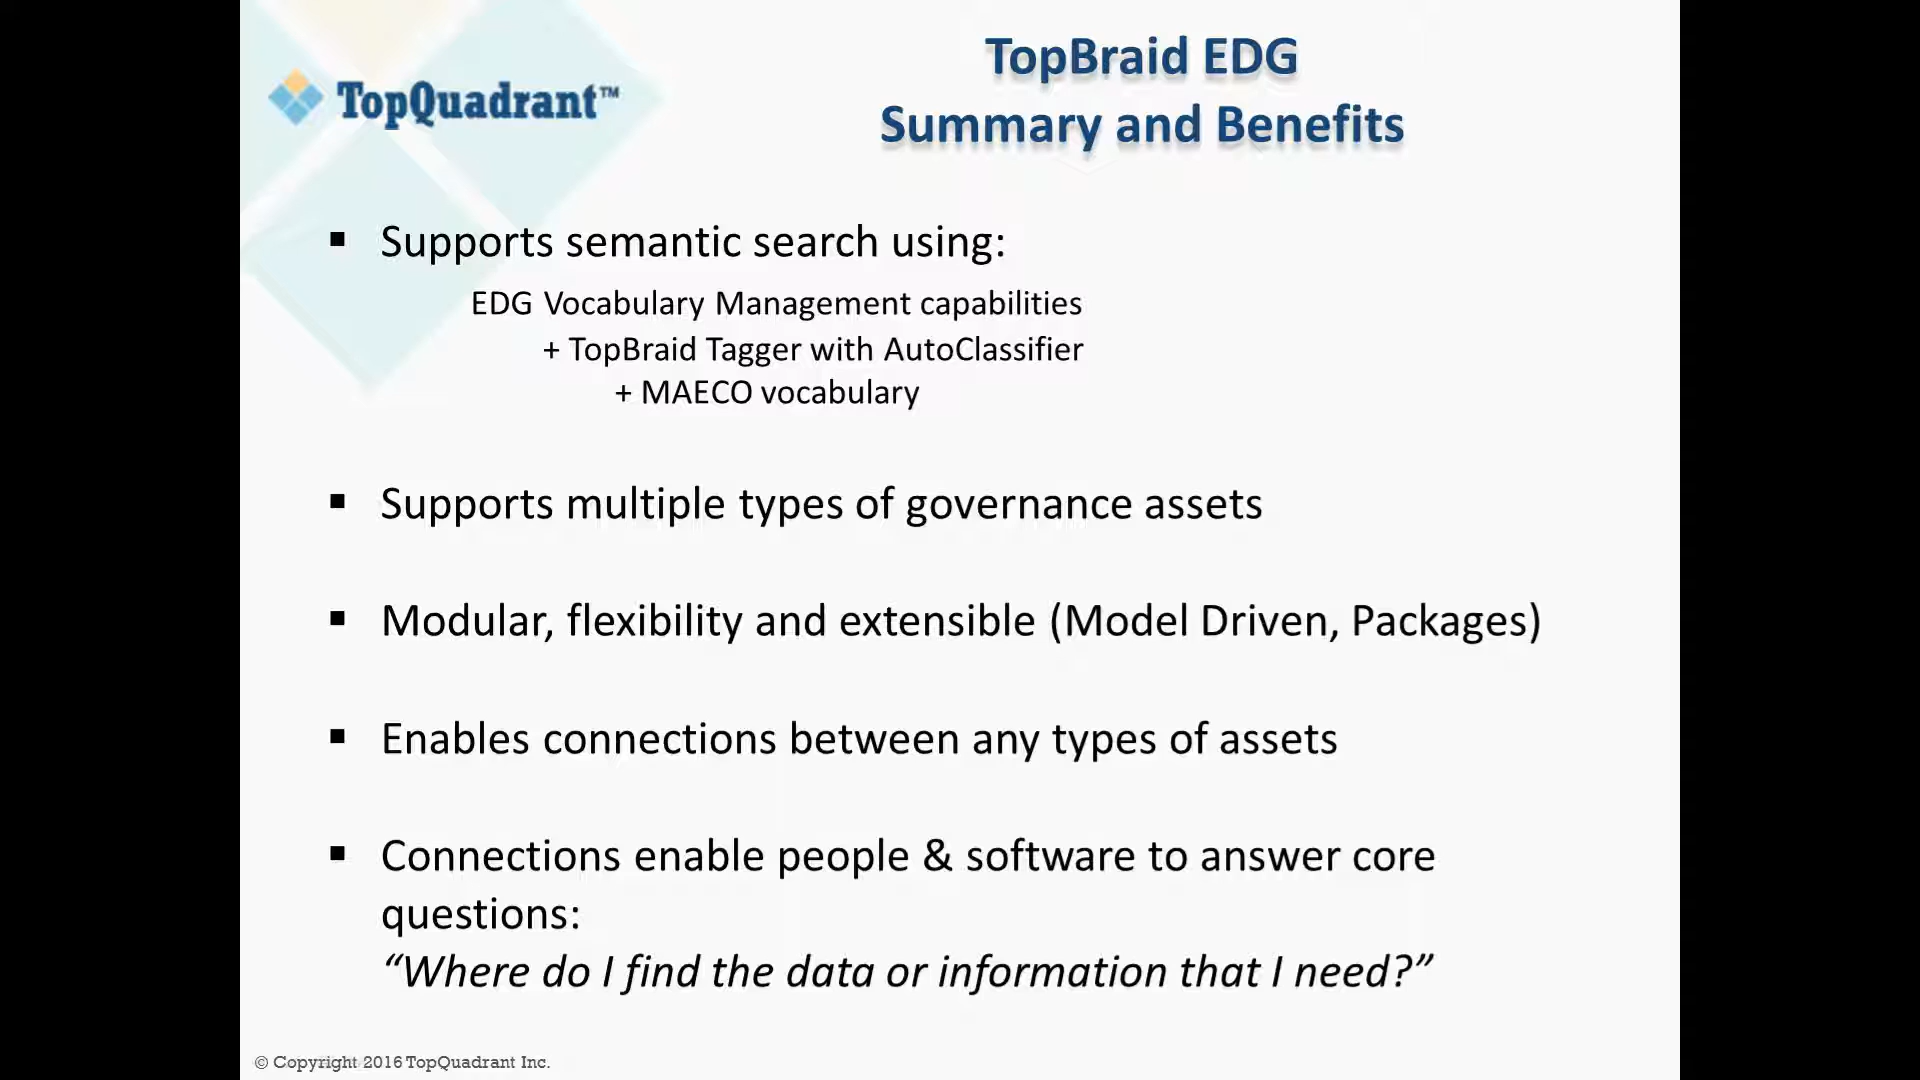 TopQuadrant™
TopBraid EDG
Summary and Benefits
▪ Supports semantic search using:
EDG Vocabulary Management capabilities
+ TopBraid Tagger with AutoClassifier
+ MAECO vocabulary
▪ Supports multiple types of governance assets
▪ Modular, flexibility and extensible (Model Driven, Packages)
▪ Enables connections between any types of assets
▪ Connections enable people & software to answer core
questions:
“Where do I find the data or information that I need?”
© Copyright 2016 TopQuadrant Inc.